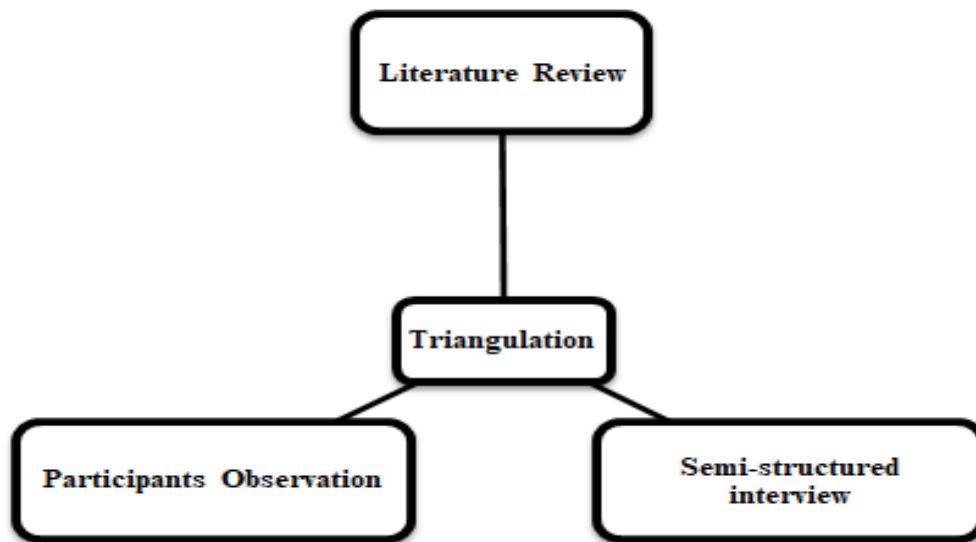 Literature Review
Triangulation
Participants Observation
Semi-structured
interview